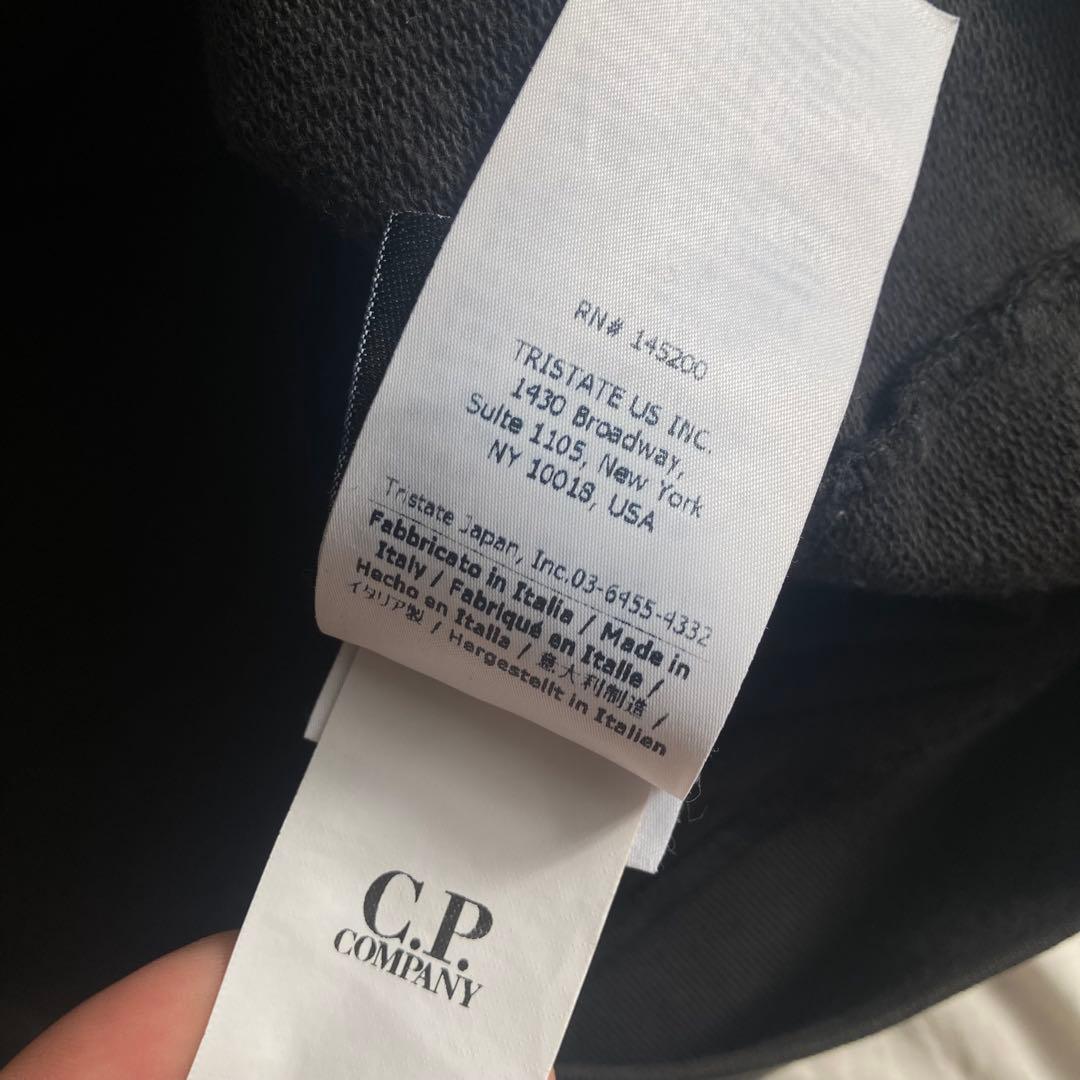 RN# 145200
TRISTATE US INC.
1430 Broadway,
Suite 1105, New York
NY 10018, USA
Tristate Japan, Inc.03-6455-4332
Fabbricato in Italia / Made in
Italy / Fabriqué en Italie /
Hecho en Italia / 意大利制造 /
イタリア製 / Hergestellt in Italien
C.P.
COMPANY